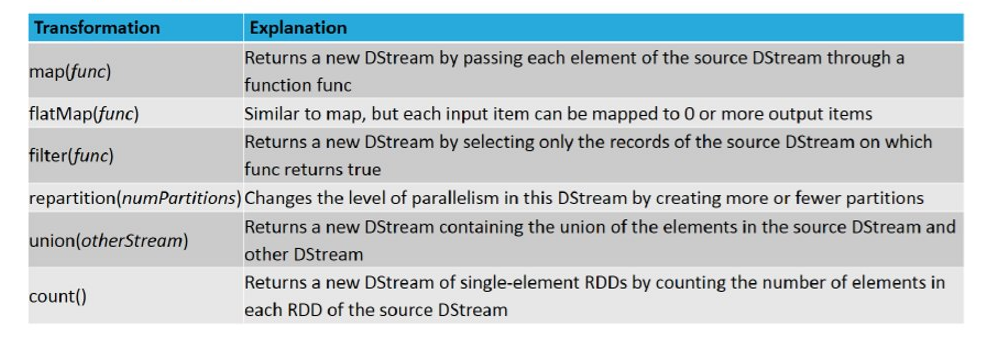 Transformation Explanation
map(func) Returns a new DStream by passing each element of the source DStream through a
function func
flatMap(func) Similar to map, but each input item can be mapped to 0 or more output items
filter(func) Returns a new DStream by selecting only the records of the source DStream on which
func returns true
repartition(numPartitions) Changes the level of parallelism in this DStream by creating more or fewer partitions
union(otherStream) Returns a new DStream containing the union of the elements in the source DStream and
other DStream
count() Returns a new DStream of single-element RDDs by counting the number of elements in
each RDD of the source DStream